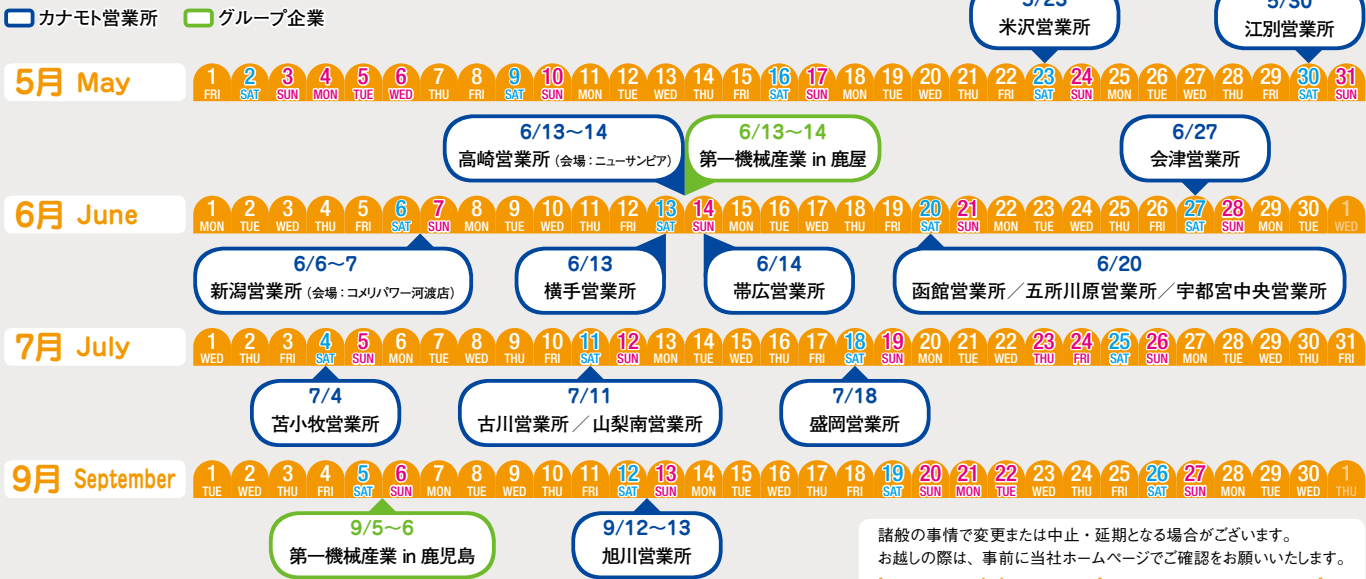 カナモト営業所 グループ企業
5/23
米沢営業所
5/30
江別営業所
5月 May
1 2 3 4 5 6 7 8 9 10 11 12 13 14 15 16 17 18 19 20 21 22 23 24 25 26 27 28 29 30 31
FRI SAT SUN MON TUE WED THU FRI SAT SUN MON TUE WED THU FRI SAT SUN MON TUE WED THU FRI SAT SUN MON TUE WED THU FRI SAT SUN
6/13〜14
高崎営業所（会場：ニューサンピア）
6/13〜14
第一機械産業 in 鹿屋
6/27
会津営業所
6月 June
1 2 3 4 5 6 7 8 9 10 11 12 13 14 15 16 17 18 19 20 21 22 23 24 25 26 27 28 29 30 1
MON TUE WED THU FRI SAT SUN MON TUE WED THU FRI SAT SUN MON TUE WED THU FRI SAT SUN MON TUE WED THU FRI SAT SUN MON TUE WED
6/6〜7
新潟営業所（会場：コメリパワー河渡店）
6/13
横手営業所
6/14
帯広営業所
6/20
函館営業所／五所川原営業所／宇都宮中央営業所
7月 July
1 2 3 4 5 6 7 8 9 10 11 12 13 14 15 16 17 18 19 20 21 22 23 24 25 26 27 28 29 30 31
WED THU FRI SAT SUN MON TUE WED THU FRI SAT SUN MON TUE WED THU FRI SAT SUN MON TUE WED THU FRI SAT SUN MON TUE WED THU FRI
7/4
苫小牧営業所
7/11
古川営業所／山梨南営業所
7/18
盛岡営業所
9月 September
1 2 3 4 5 6 7 8 9 10 11 12 13 14 15 16 17 18 19 20 21 22 23 24 25 26 27 28 29 30 1
TUE WED THU FRI SAT SUN MON TUE WED THU FRI SAT SUN MON TUE WED THU FRI SAT SUN MON TUE WED THU FRI SAT SUN MON TUE WED THU
9/5〜6
第一機械産業 in 鹿児島
9/12〜13
旭川営業所
諸般の事情で変更または中止・延期となる場合がございます。
お越しの際は、事前に当社ホームページでご確認をお願いいたします。